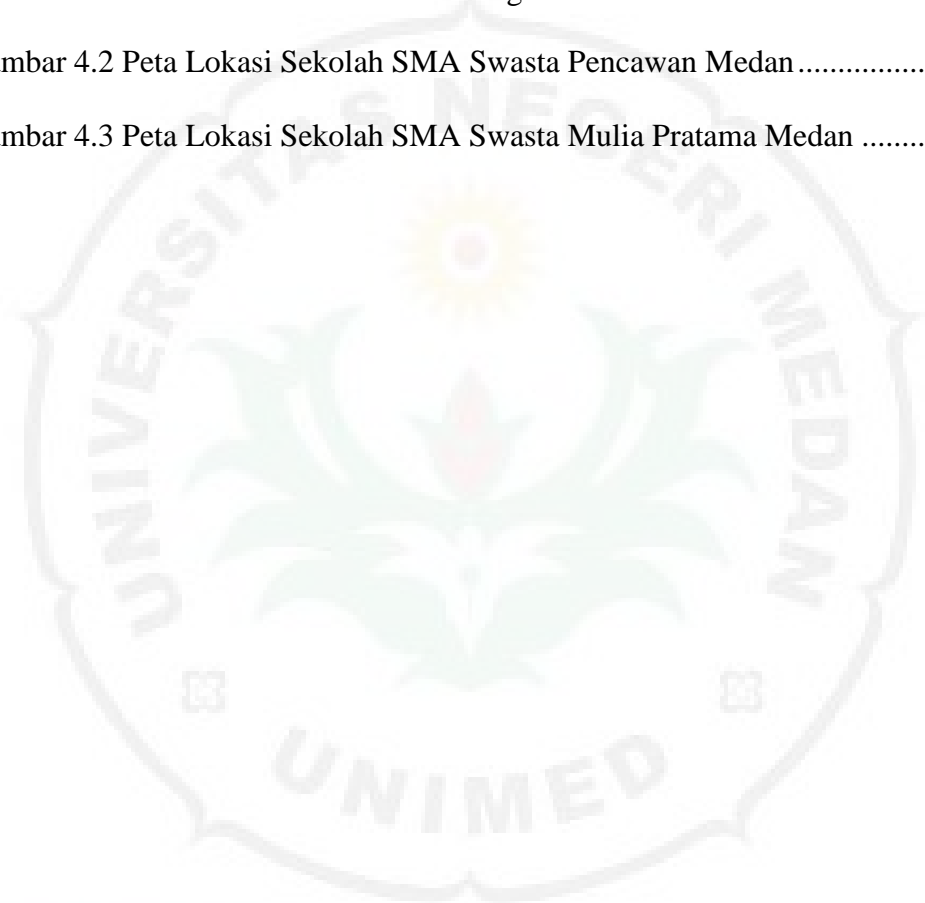 mbar 4.2 Peta Lokasi Sekolah SMA Swasta Pencawan Medan................
mbar 4.3 Peta Lokasi Sekolah SMA Swasta Mulia Pratama Medan ........
UNIVERSITAS NEGERI MEDAN
UNIMED